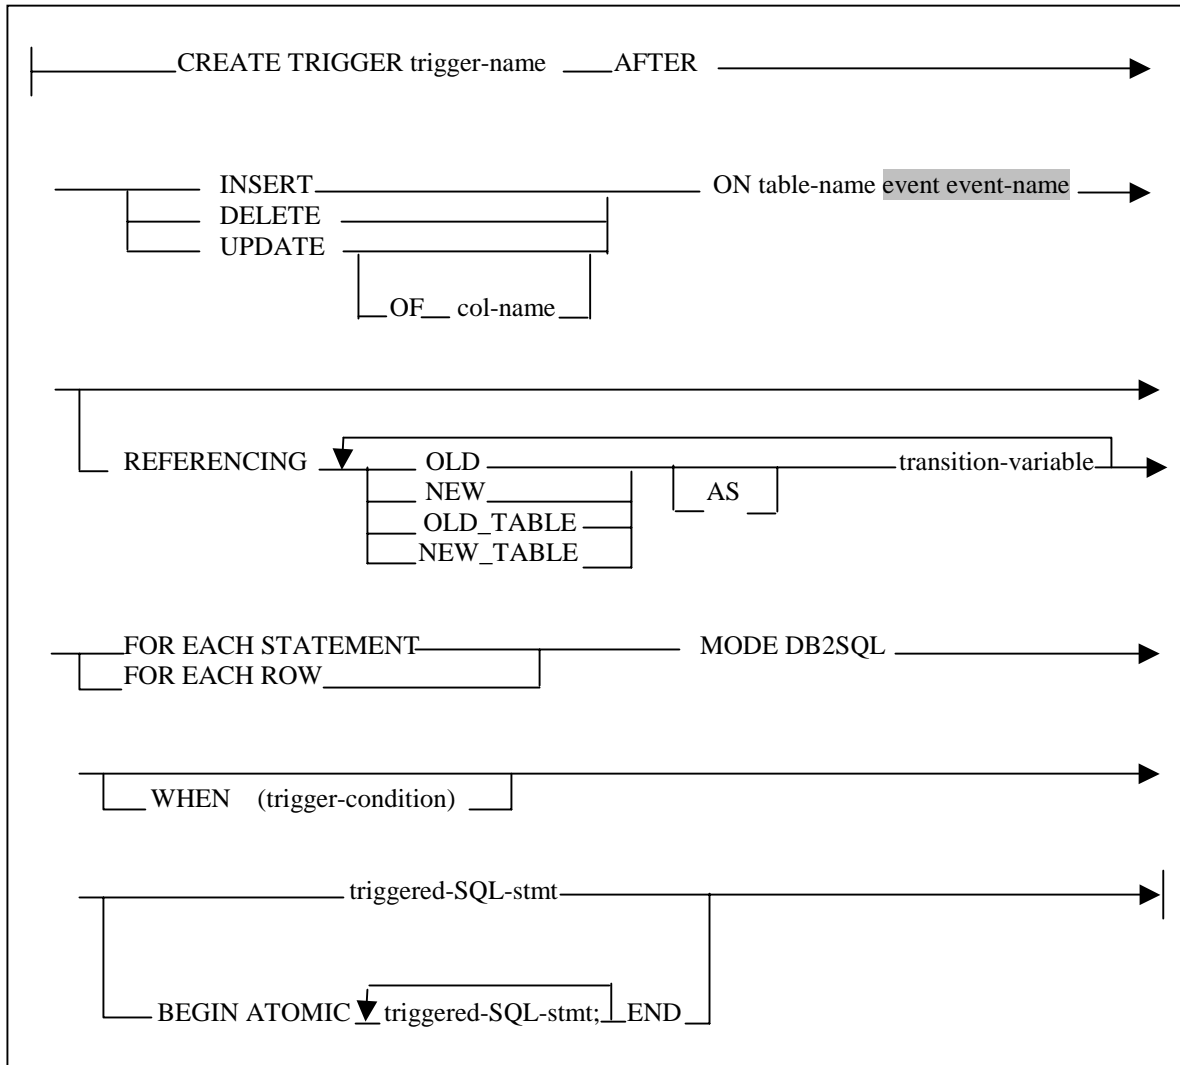 CREATE TRIGGER trigger-name AFTER
INSERT ON table-name event event-name
DELETE
UPDATE
OF col-name
REFERENCING OLD transition-variable
NEW AS
OLD_TABLE
NEW_TABLE
FOR EACH STATEMENT MODE DB2SQL
FOR EACH ROW
WHEN (trigger-condition)
triggered-SQL-stmt
BEGIN ATOMIC triggered-SQL-stmt; END